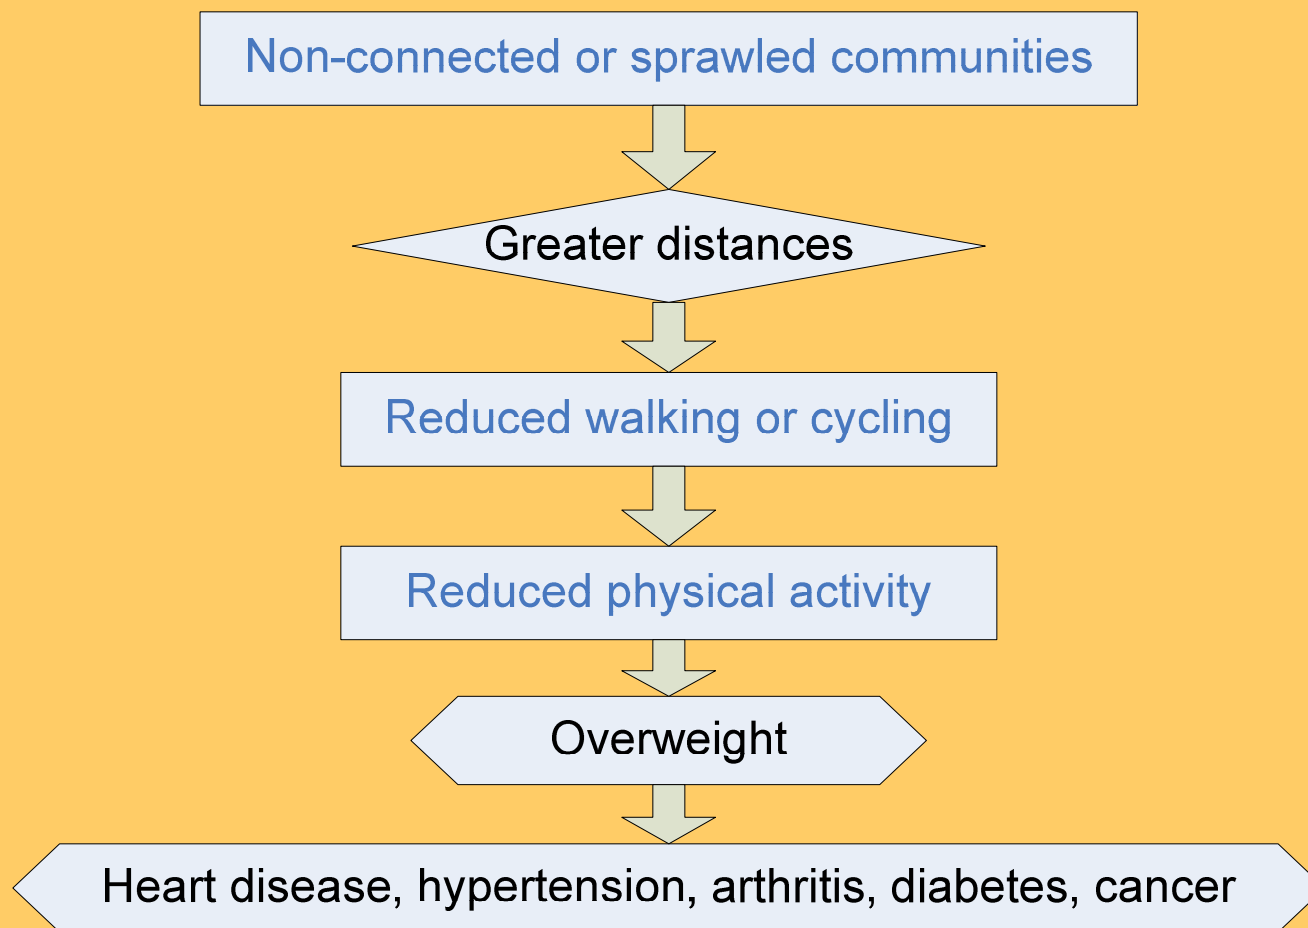 Non-connected or sprawled communities
Greater distances
Reduced walking or cycling
Reduced physical activity
Overweight
Heart disease, hypertension, arthritis, diabetes, cancer